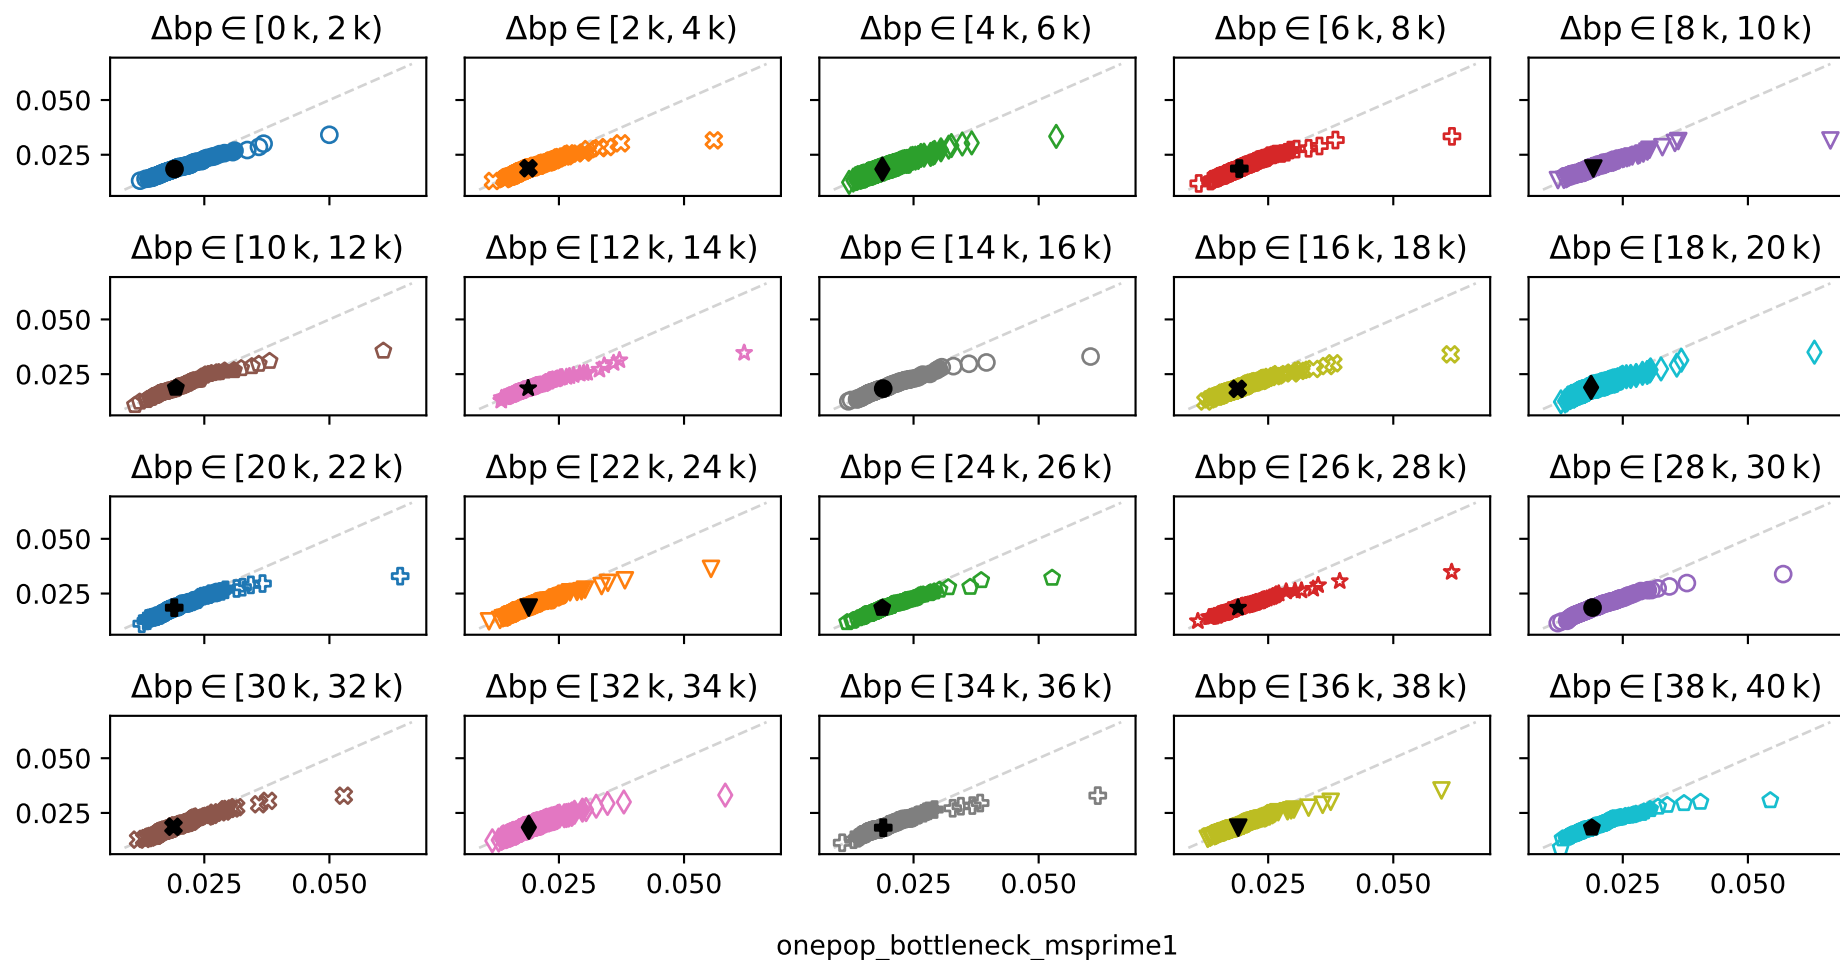 Δbp ∈ [0 k, 2 k) Δbp ∈ [2 k, 4 k) Δbp ∈ [4 k, 6 k) Δbp ∈ [6 k, 8 k) Δbp ∈ [8 k, 10 k)
0.050
0.025
Δbp ∈ [10 k, 12 k) Δbp ∈ [12 k, 14 k) Δbp ∈ [14 k, 16 k) Δbp ∈ [16 k, 18 k) Δbp ∈ [18 k, 20 k)
0.050
0.025
Δbp ∈ [20 k, 22 k) Δbp ∈ [22 k, 24 k) Δbp ∈ [24 k, 26 k) Δbp ∈ [26 k, 28 k) Δbp ∈ [28 k, 30 k)
0.050
0.025
Δbp ∈ [30 k, 32 k) Δbp ∈ [32 k, 34 k) Δbp ∈ [34 k, 36 k) Δbp ∈ [36 k, 38 k) Δbp ∈ [38 k, 40 k)
0.050
0.025
0.025 0.050 0.025 0.050 0.025 0.050 0.025 0.050 0.025 0.050
onepop_bottleneck_msprime1